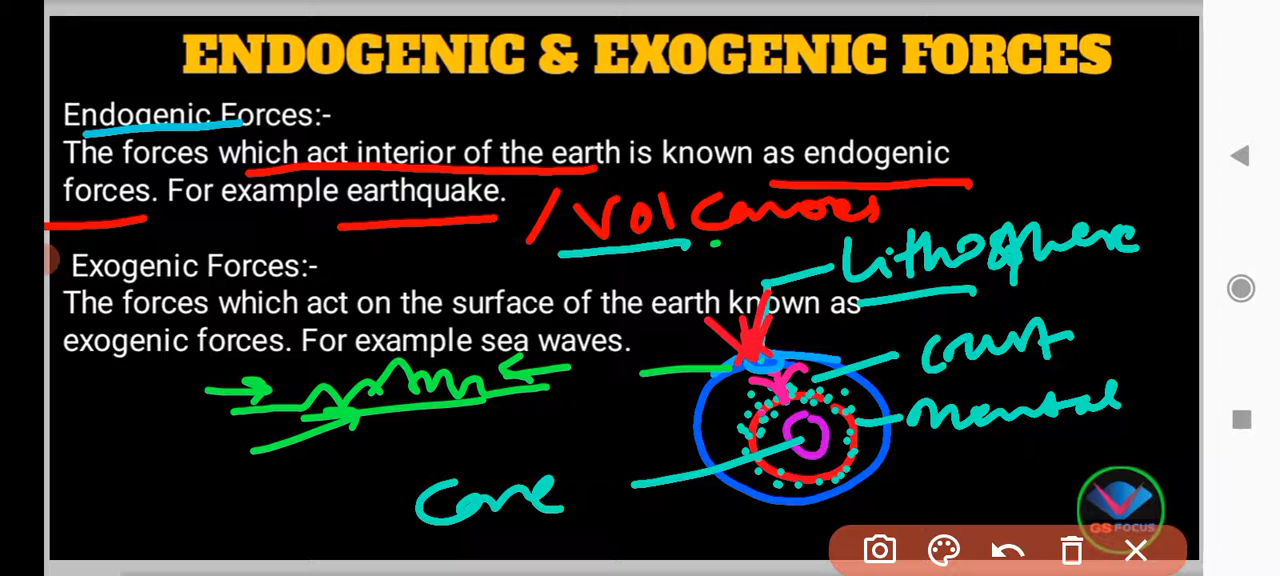 ENDOGENIC & EXOGENIC FORCES
Endogenic Forces:-
The forces which act interior of the earth is known as endogenic
forces. For example earthquake.
/Volcanoes
Lithosphere
Exogenic Forces:-
The forces which act on the surface of the earth known as
exogenic forces. For example sea waves.
crust
Mental
Core
GS FOCUS